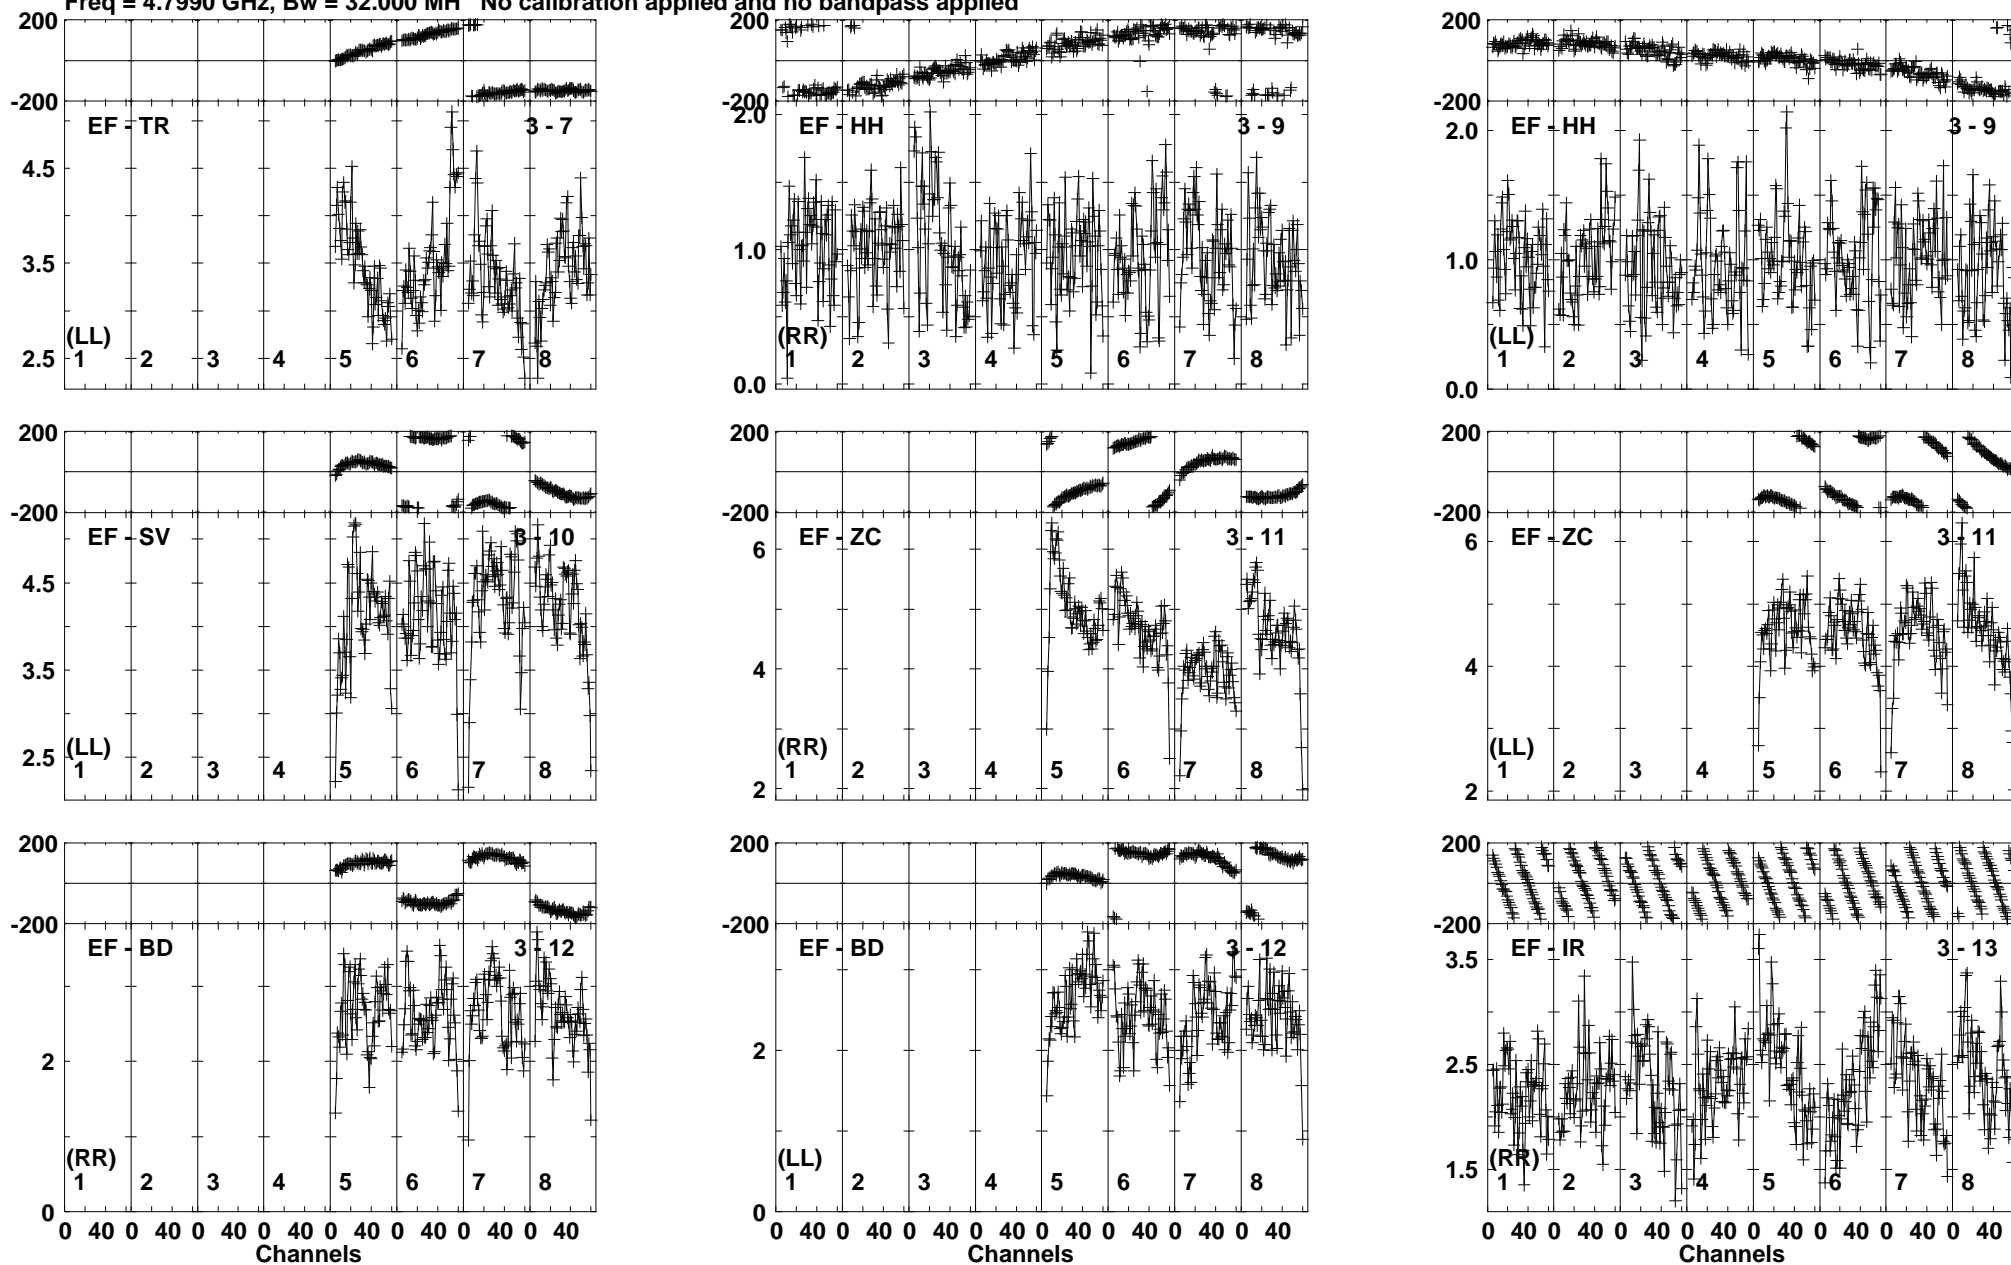 Freq = 4.7990 GHz, Bw = 32.000 MH No calibration applied and no bandpass applied
200
-200
EF - TR 3 - 7
4.5
3.5
2.5
(LL)
1 2 3 4 5 6 7 8
200
-200
EF - HH 3 - 9
2.0
1.0
0.0
(RR)
1 2 3 4 5 6 7 8
200
-200
EF - HH 3 - 9
2.0
1.0
0.0
(LL)
1 2 3 4 5 6 7 8
200
-200
EF - SV 3 - 10
4.5
3.5
2.5
(LL)
1 2 3 4 5 6 7 8
200
-200
EF - ZC 3 - 11
6
4
2
(RR)
1 2 3 4 5 6 7 8
200
-200
EF - ZC 3 - 11
6
4
2
(LL)
1 2 3 4 5 6 7 8
200
-200
EF - BD 3 - 12
2
0
(RR)
1 2 3 4 5 6 7 8
0 40 0 40 0 40 0 40 0 40 0 40 0 40 0 40
Channels
200
-200
EF - BD 3 - 12
2
0
(LL)
1 2 3 4 5 6 7 8
0 40 0 40 0 40 0 40 0 40 0 40 0 40 0 40
Channels
200
-200
EF - IR 3 - 13
3.5
2.5
1.5
(RR)
1 2 3 4 5 6 7 8
0 40 0 40 0 40 0 40 0 40 0 40 0 40 0 40
Channels